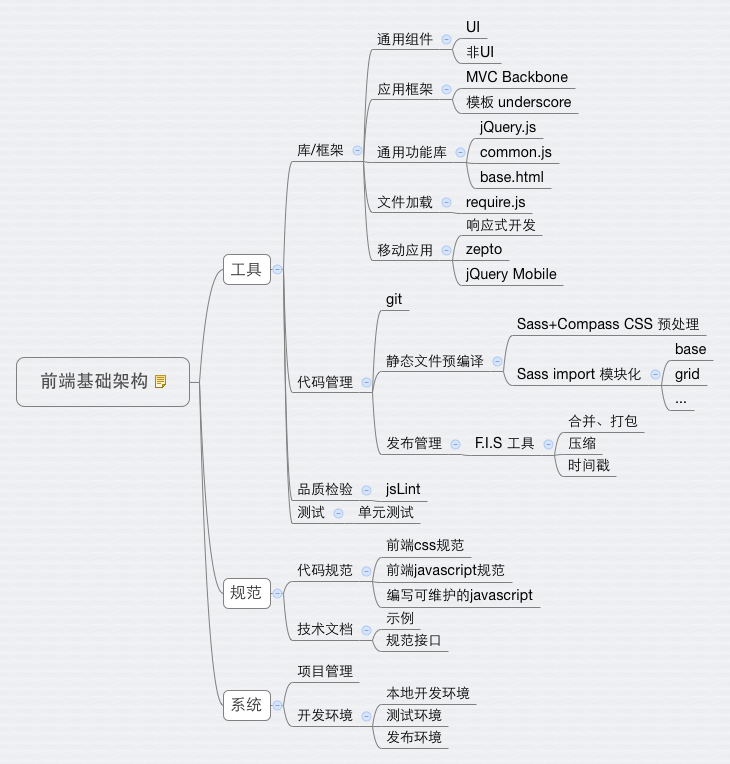 前端基础架构
工具
库/框架
通用组件
UI
非UI
应用框架
MVC Backbone
模板 underscore
通用功能库
jQuery.js
common.js
base.html
文件加载
require.js
移动应用
响应式开发
zepto
jQuery Mobile
代码管理
git
静态文件预编译
Sass+Compass CSS 预处理
Sass import 模块化
base
grid
...
发布管理
F.I.S 工具
合并、打包
压缩
时间戳
品质检验
jsLint
测试
单元测试
规范
代码规范
前端css规范
前端javascript规范
编写可维护的javascript
技术文档
示例
规范接口
系统
项目管理
开发环境
本地开发环境
测试环境
发布环境